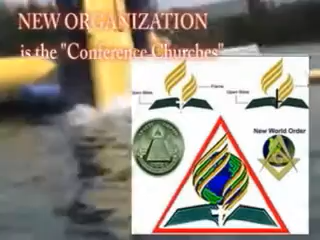 NEW ORGANIZATION
is the "Conference Churches"
Flame
Open Bible
Open Bible
New World Order